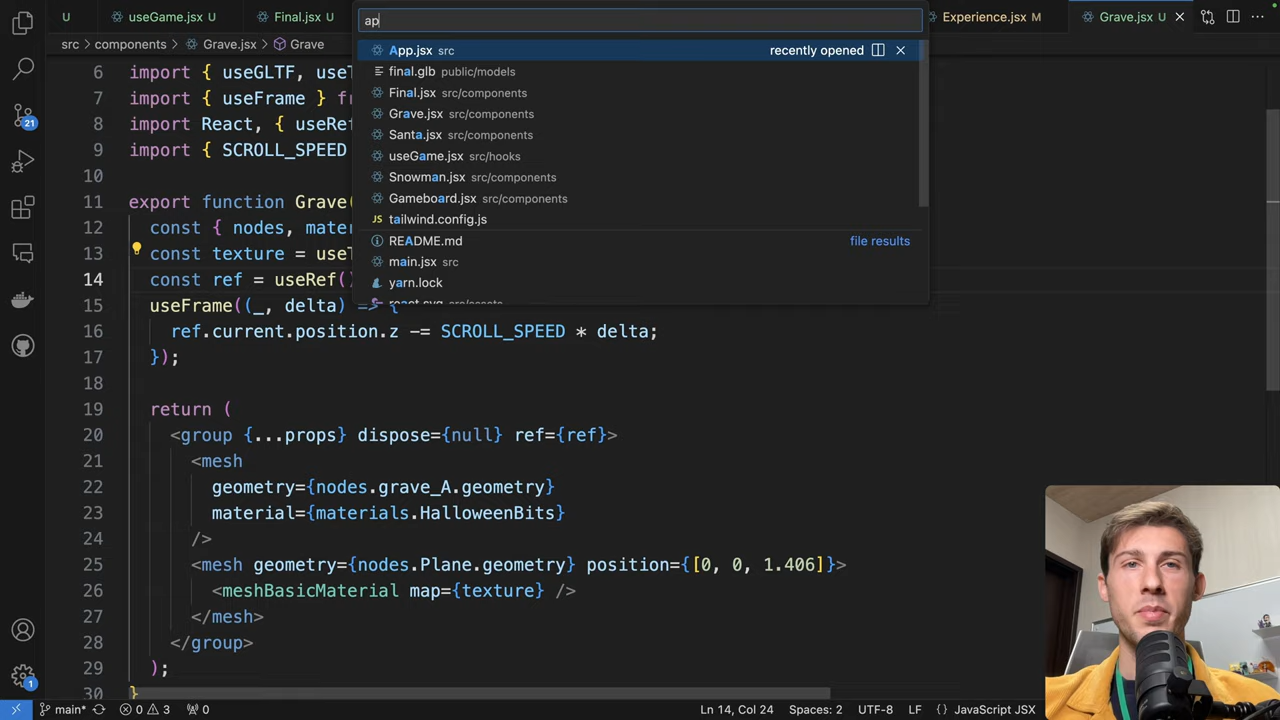 U
useGame.jsx U
Final.jsx U
ap
Experience.jsx M
Grave.jsx U
src
components
Grave.jsx
Grave
App.jsx src
recently opened
final.glb public/models
Final.jsx src/components
Grave.jsx src/components
Santa.jsx src/components
useGame.jsx src/hooks
Snowman.jsx src/components
Gameboard.jsx src/components
JS tailwind.config.js
README.md
file results
main.jsx src
yarn.lock
react.svg src/assets
6 import { useGLTF, useT
7 import { useFrame } f
8 import React, { useRef
9 import { SCROLL_SPEED
10
11 export function Grave(
12 const { nodes, mater
13 const texture = useT
14 const ref = useRef()
15 useFrame((_, delta) => {
16 ref.current.position.z -= SCROLL_SPEED * delta;
17 });
18
19 return (
20 <group {...props} dispose={null} ref={ref}>
21 <mesh
22 geometry={nodes.grave_A.geometry}
23 material={materials.HalloweenBits}
24 />
25 <mesh geometry={nodes.Plane.geometry} position={[0, 0, 1.406]}>
26 <meshBasicMaterial map={texture} />
27 </mesh>
28 </group>
29 );
30 }
21
1
main*
0
3
0
Ln 14, Col 24
Spaces: 2
UTF-8
LF
JavaScript JSX